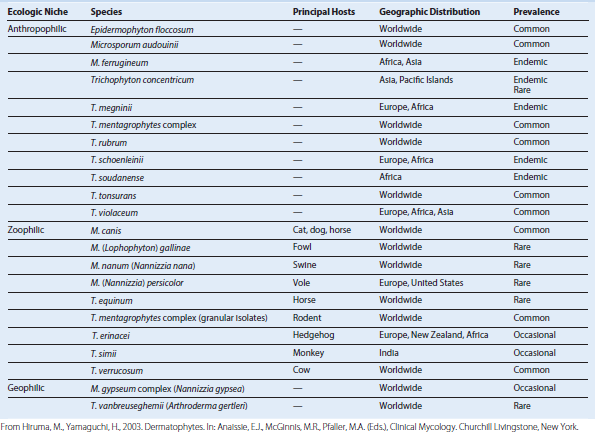 Ecologic Niche Species Principal Hosts Geographic Distribution Prevalence
Anthropophilic Epidermophyton floccosum — Worldwide Common
Microsporum audouinii — Worldwide Common
M. ferrugineum — Africa, Asia Endemic
Trichophyton concentricum — Asia, Pacific Islands Endemic
Rare
T. megninii — Europe, Africa Endemic
T. mentagrophytes complex — Worldwide Common
T. rubrum — Worldwide Common
T. schoenleinii — Europe, Africa Endemic
T. soudanense — Africa Endemic
T. tonsurans — Worldwide Common
T. violaceum — Europe, Africa, Asia Common
Zoophilic M. canis Cat, dog, horse Worldwide Common
M. (Lophophyton) gallinae Fowl Worldwide Rare
M. nanum (Nannizzia nana) Swine Worldwide Rare
M. (Nannizzia) persicolor Vole Europe, United States Rare
T. equinum Horse Worldwide Rare
T. mentagrophytes complex (granular isolates) Rodent Worldwide Common
T. erinacei Hedgehog Europe, New Zealand, Africa Occasional
T. simii Monkey India Occasional
T. verrucosum Cow Worldwide Common
Geophilic M. gypseum complex (Nannizzia gypsea) — Worldwide Occasional
T. vanbreuseghemii (Arthroderma gertleri) — Worldwide Rare
From Hiruma, M., Yamaguchi, H., 2003. Dermatophytes. In: Anaissie, E.J., McGinnis, M.R., Pfaller, M.A. (Eds.), Clinical Mycology. Churchill Livingstone, New York.